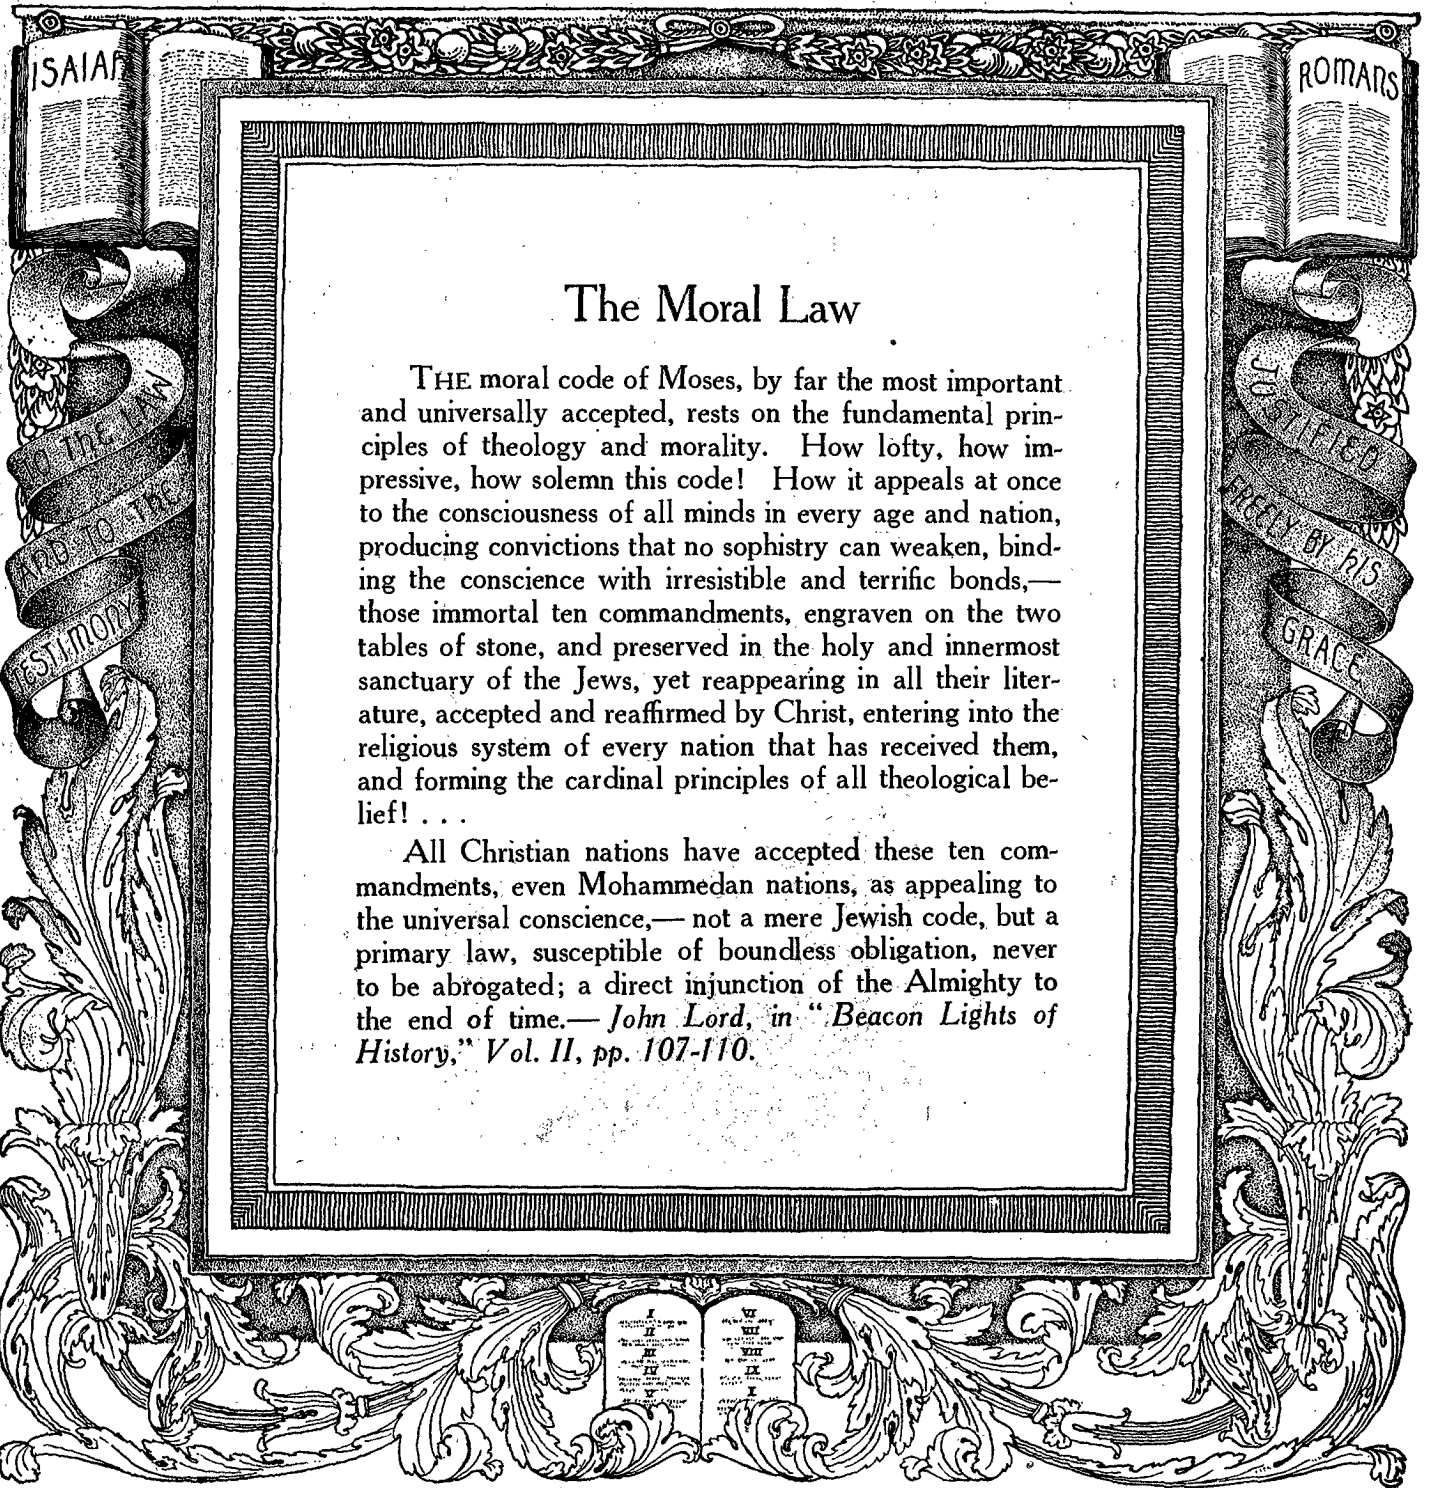 ISAIAH
ROMANS
TO THE LAW
AND TO THE
TESTIMONY
JUSTIFIED
FREELY BY HIS
GRACE
The Moral Law
THE moral code of Moses, by far the most important
and universally accepted, rests on the fundamental prin-
ciples of theology and morality. How lofty, how im-
pressive, how solemn this code! How it appeals at once
to the consciousness of all minds in every age and nation,
producing convictions that no sophistry can weaken, bind-
ing the conscience with irresistible and terrific bonds,—
those immortal ten commandments, engraven on the two
tables of stone, and preserved in the holy and innermost
sanctuary of the Jews, yet reappearing in all their liter-
ature, accepted and reaffirmed by Christ, entering into the
religious system of every nation that has received them,
and forming the cardinal principles of all theological be-
lief! . . .
All Christian nations have accepted these ten com-
mandments, even Mohammedan nations, as appealing to
the universal conscience,— not a mere Jewish code, but a
primary law, susceptible of boundless obligation, never
to be abrogated; a direct injunction of the Almighty to
the end of time.— John Lord, in "Beacon Lights of
History," Vol. II, pp. 107-110.
I
II
III
IV
V
VI
VII
VIII
IX
X